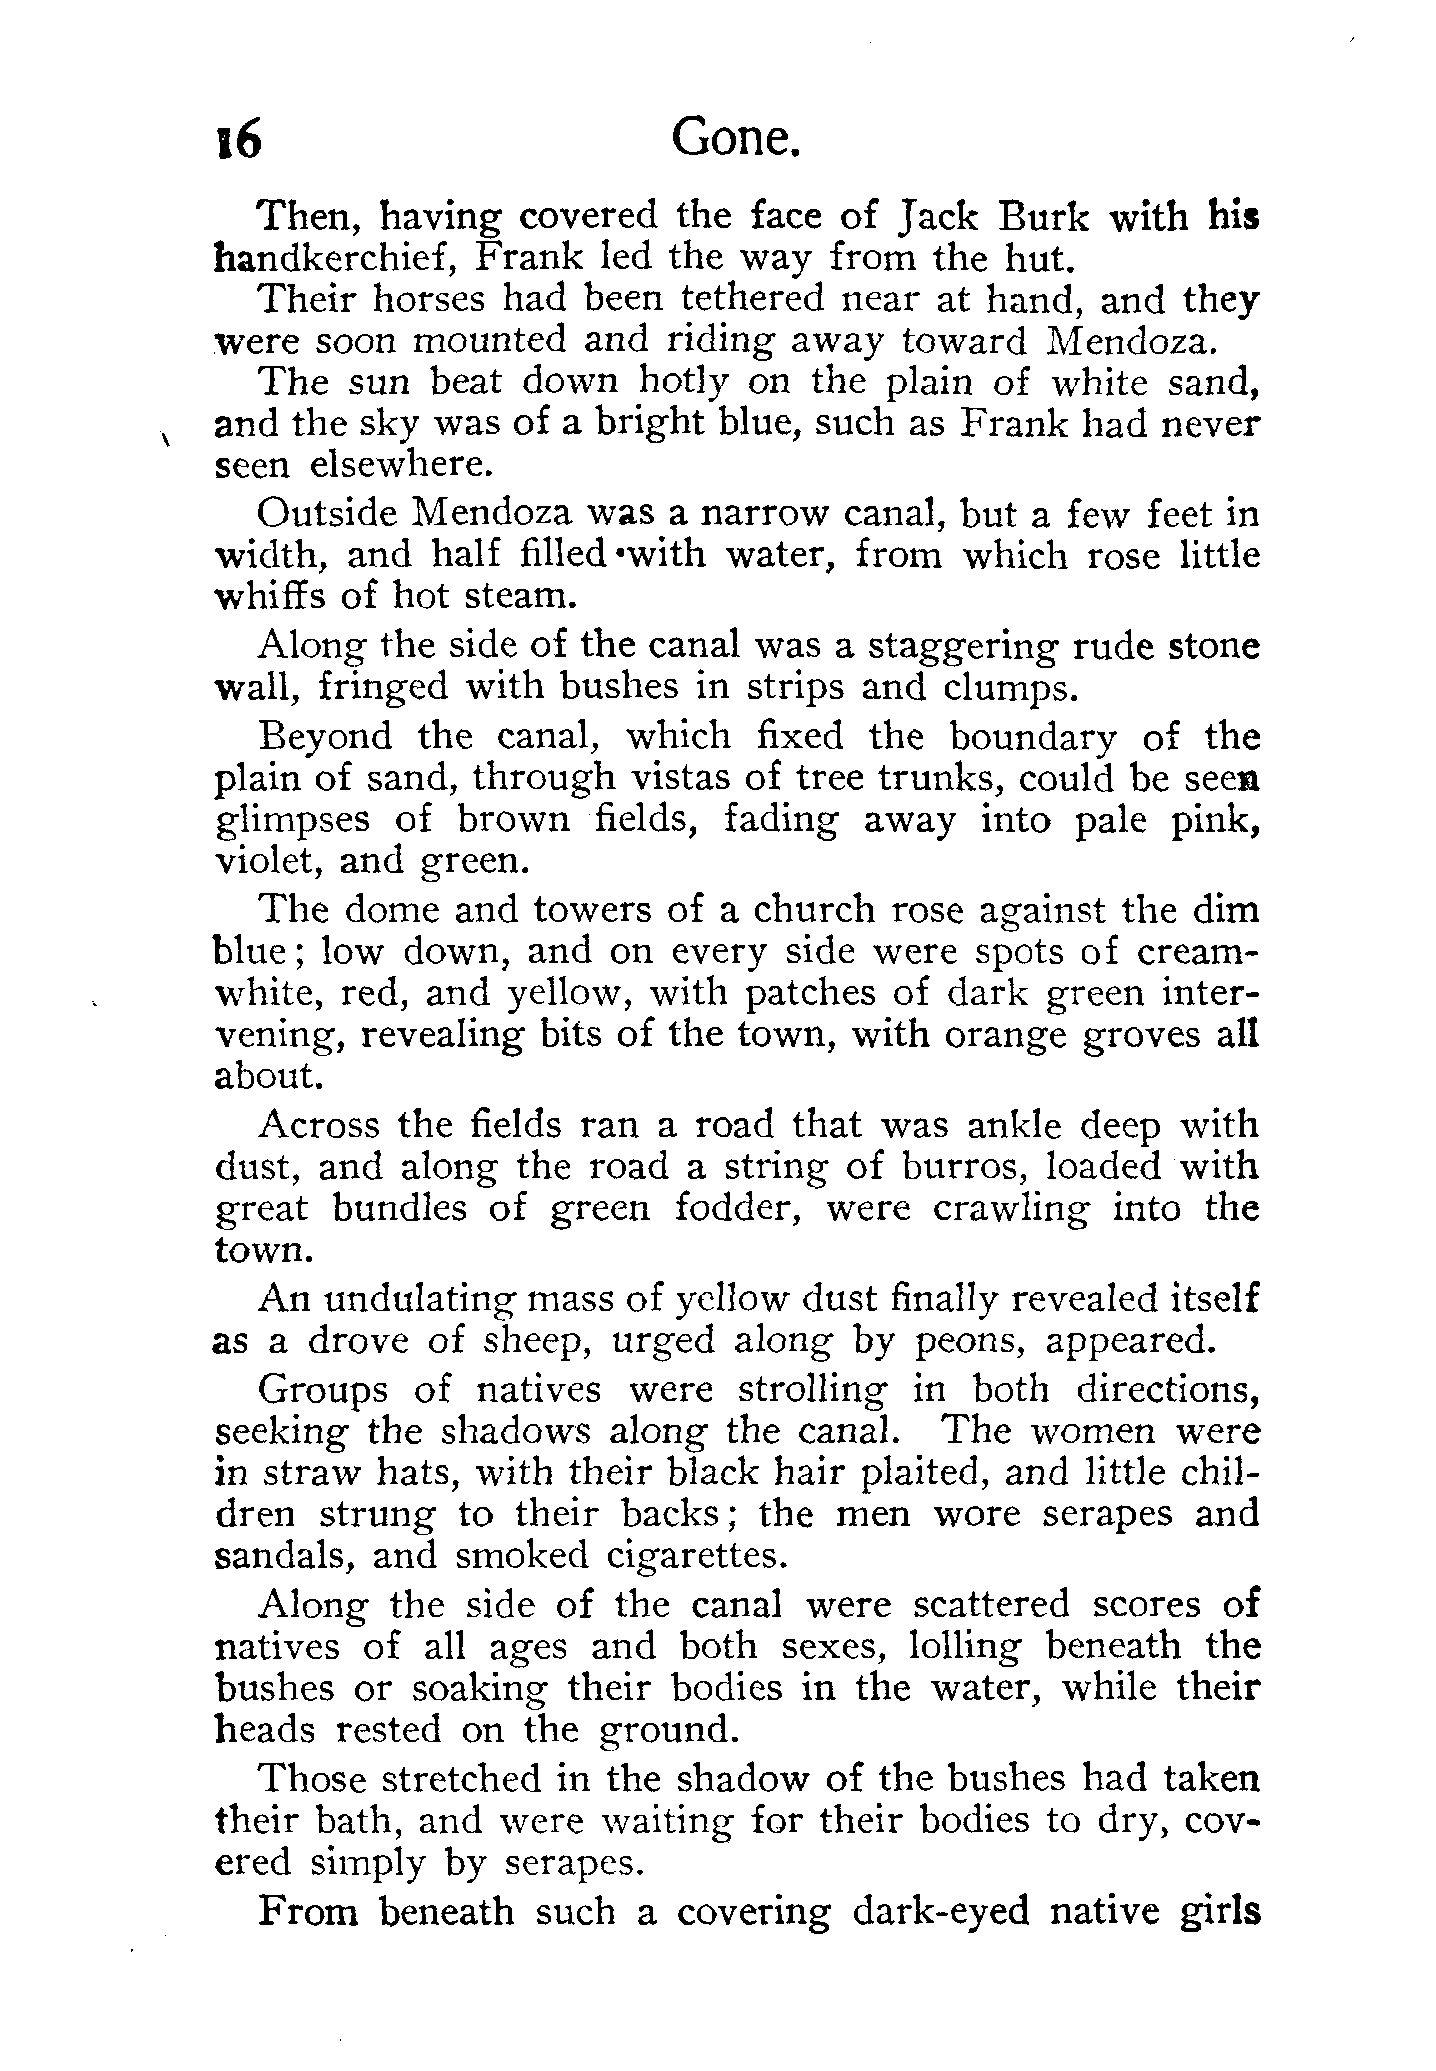 16 Gone.
Then, having covered the face of Jack Burk with his
handkerchief, Frank led the way from the hut.
Their horses had been tethered near at hand, and they
were soon mounted and riding away toward Mendoza.
The sun beat down hotly on the plain of white sand,
and the sky was of a bright blue, such as Frank had never
seen elsewhere.
Outside Mendoza was a narrow canal, but a few feet in
width, and half filled with water, from which rose little
whiffs of hot steam.
Along the side of the canal was a staggering rude stone
wall, fringed with bushes in strips and clumps.
Beyond the canal, which fixed the boundary of the
plain of sand, through vistas of tree trunks, could be seen
glimpses of brown fields, fading away into pale pink,
violet, and green.
The dome and towers of a church rose against the dim
blue; low down, and on every side were spots of cream-
white, red, and yellow, with patches of dark green inter-
vening, revealing bits of the town, with orange groves all
about.
Across the fields ran a road that was ankle deep with
dust, and along the road a string of burros, loaded with
great bundles of green fodder, were crawling into the
town.
An undulating mass of yellow dust finally revealed itself
as a drove of sheep, urged along by peons, appeared.
Groups of natives were strolling in both directions,
seeking the shadows along the canal. The women were
in straw hats, with their black hair plaited, and little chil-
dren strung to their backs; the men wore serapes and
sandals, and smoked cigarettes.
Along the side of the canal were scattered scores of
natives of all ages and both sexes, lolling beneath the
bushes or soaking their bodies in the water, while their
heads rested on the ground.
Those stretched in the shadow of the bushes had taken
their bath, and were waiting for their bodies to dry, cov-
ered simply by serapes.
From beneath such a covering dark-eyed native girls